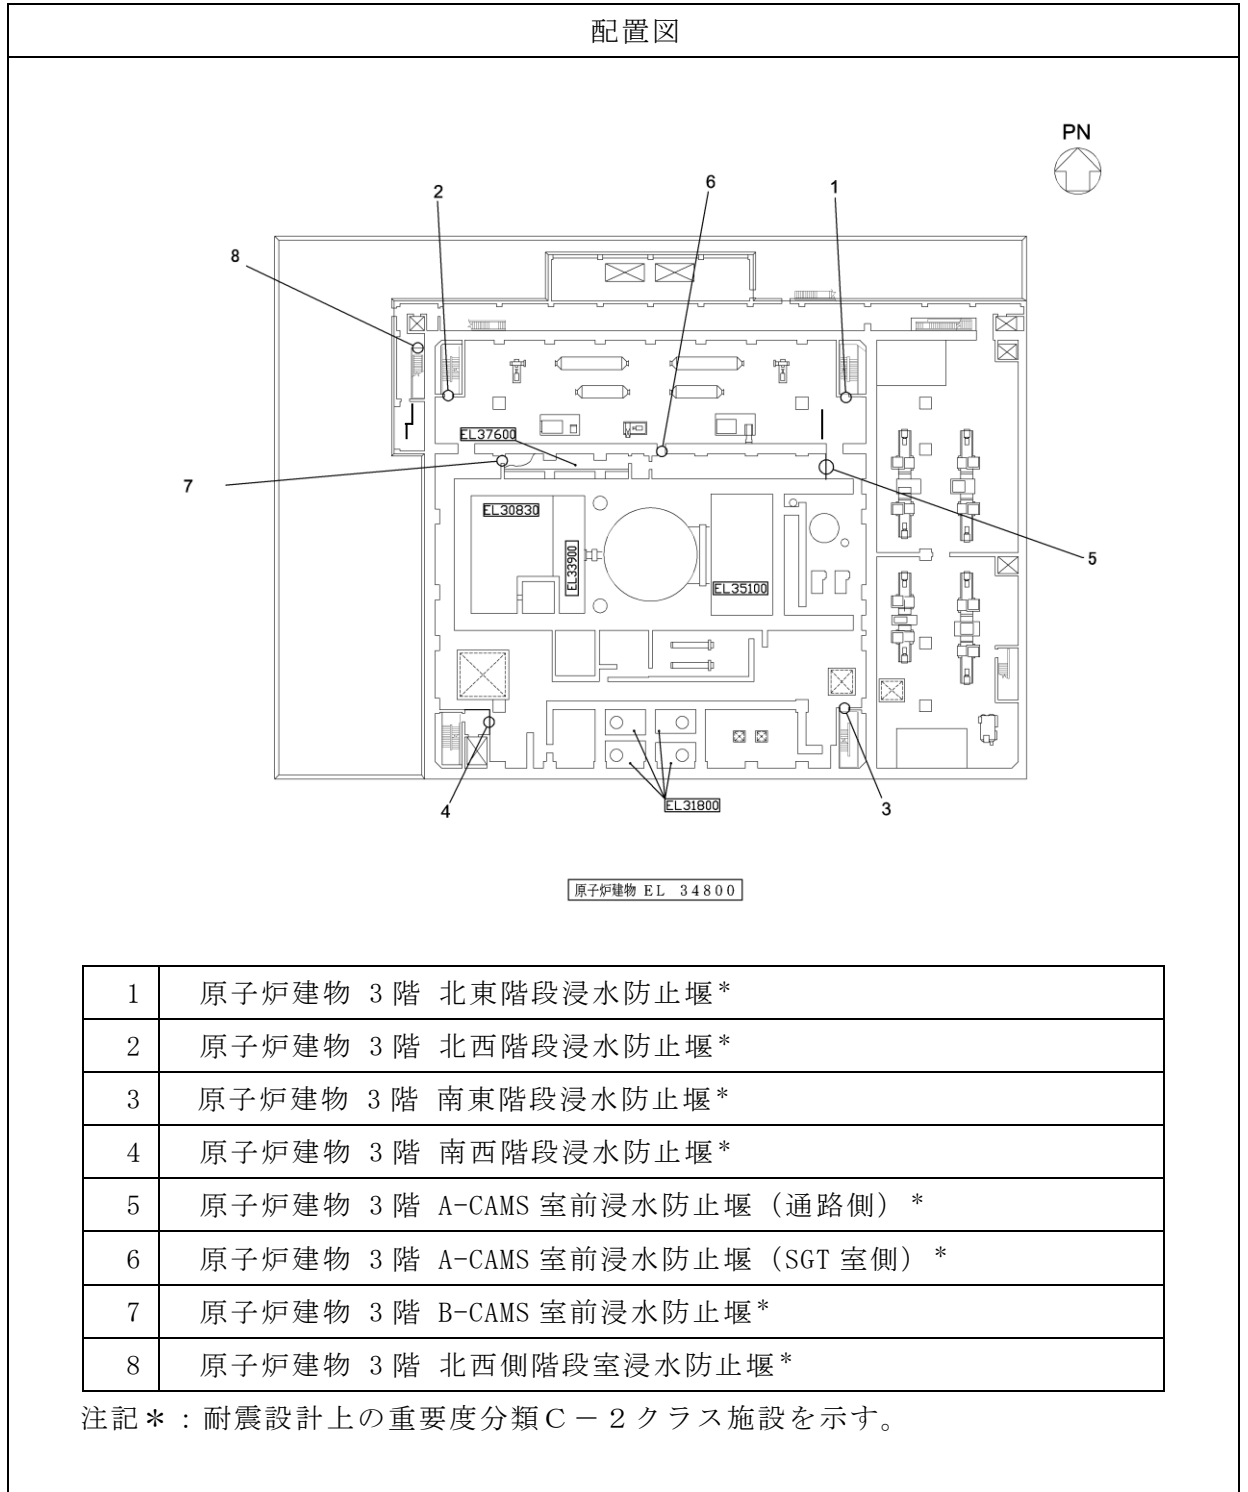 配置図
PN
6
1
2
8
EL37600
7
EL30830
EL33900
EL35100
5
4
EL31800
3
原子炉建物 EL 34800
1 原子炉建物 3階 北東階段浸水防止堰*
2 原子炉建物 3階 北西階段浸水防止堰*
3 原子炉建物 3階 南東階段浸水防止堰*
4 原子炉建物 3階 南西階段浸水防止堰*
5 原子炉建物 3階 A-CAMS室前浸水防止堰（通路側）*
6 原子炉建物 3階 A-CAMS室前浸水防止堰（SGT室側）*
7 原子炉建物 3階 B-CAMS室前浸水防止堰*
8 原子炉建物 3階 北西側階段室浸水防止堰*
注記＊：耐震設計上の重要度分類Ｃ－２クラス施設を示す。